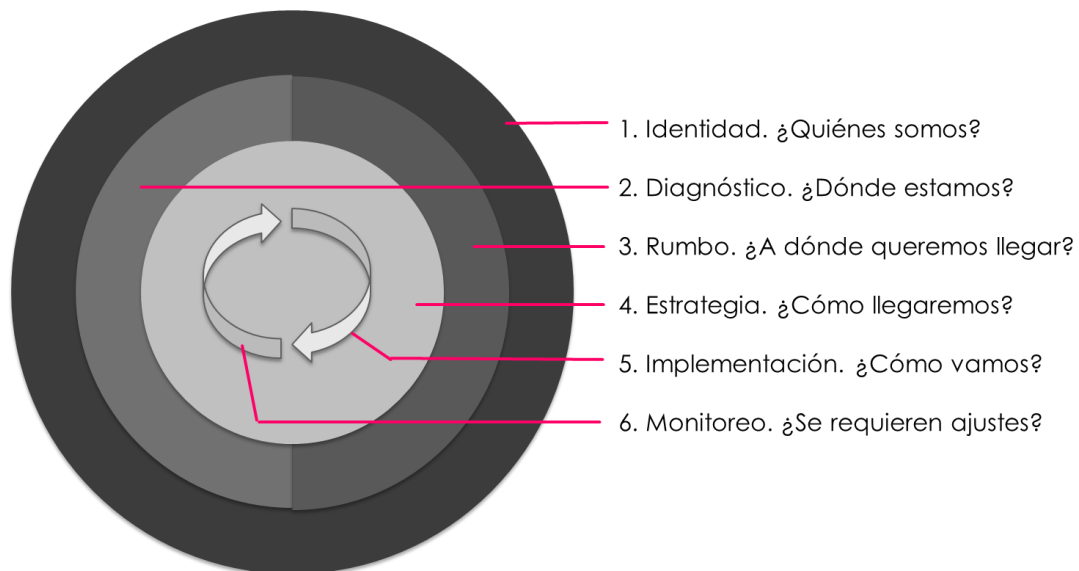 1. Identidad. ¿Quiénes somos?
2. Diagnóstico. ¿Dónde estamos?
3. Rumbo. ¿A dónde queremos llegar?
4. Estrategia. ¿Cómo llegaremos?
5. Implementación. ¿Cómo vamos?
6. Monitoreo. ¿Se requieren ajustes?